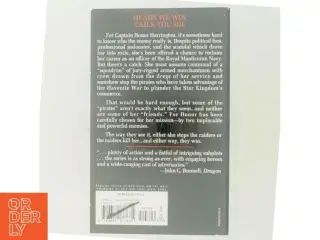 HEADS WE WIN
TAILS YOU DIE
For Captain Honor Harrington, it's sometimes hard
to know who the enemy really is. Despite political foes,
professional jealousies, and the scandal which drove
her into exile, she's been offered a chance to reclaim
her career as an officer of the Royal Manticoran Navy.
But there's a catch. She must assume command of a
"squadron" of jury-rigged armed merchantmen with
crews drawn from the dregs of her service and
somehow stop the pirates who have taken advantage of
her Havenite War to plunder the Star Kingdom's
commerce.
That would be hard enough, but some of the
"pirates" aren't exactly what they seem...and neither
are some of her "friends." For Honor has been
carefully chosen for her mission—by two implacable
and powerful enemies.
The way they see it, either she stops the raiders or
the raiders kill her...and either way, they win.
"...plenty of action and a fistful of intriguing subplots...
the series is as strong as ever, with engaging heroes
and a wide-ranging cast of adversaries."
—John C. Bunnell, Dragon
OR
DER
LY